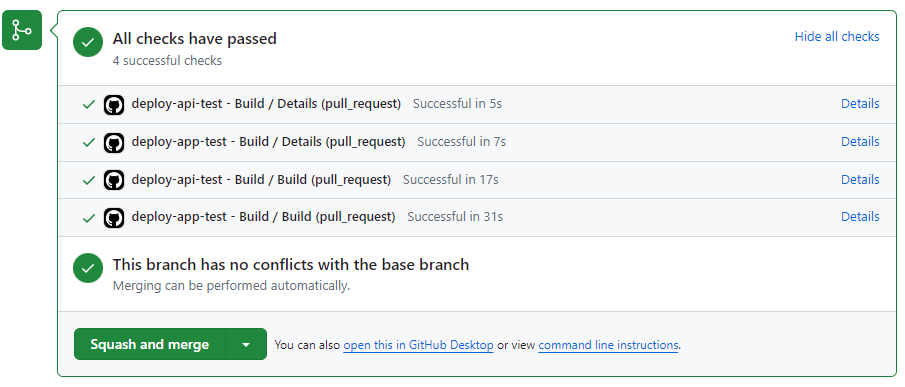 All checks have passed
Hide all checks
4 successful checks
deploy-api-test - Build / Details (pull_request) Successful in 5s Details
deploy-app-test - Build / Details (pull_request) Successful in 7s Details
deploy-api-test - Build / Build (pull_request) Successful in 17s Details
deploy-app-test - Build / Build (pull_request) Successful in 31s Details
This branch has no conflicts with the base branch
Merging can be performed automatically.
Squash and merge You can also open this in GitHub Desktop or view command line instructions.